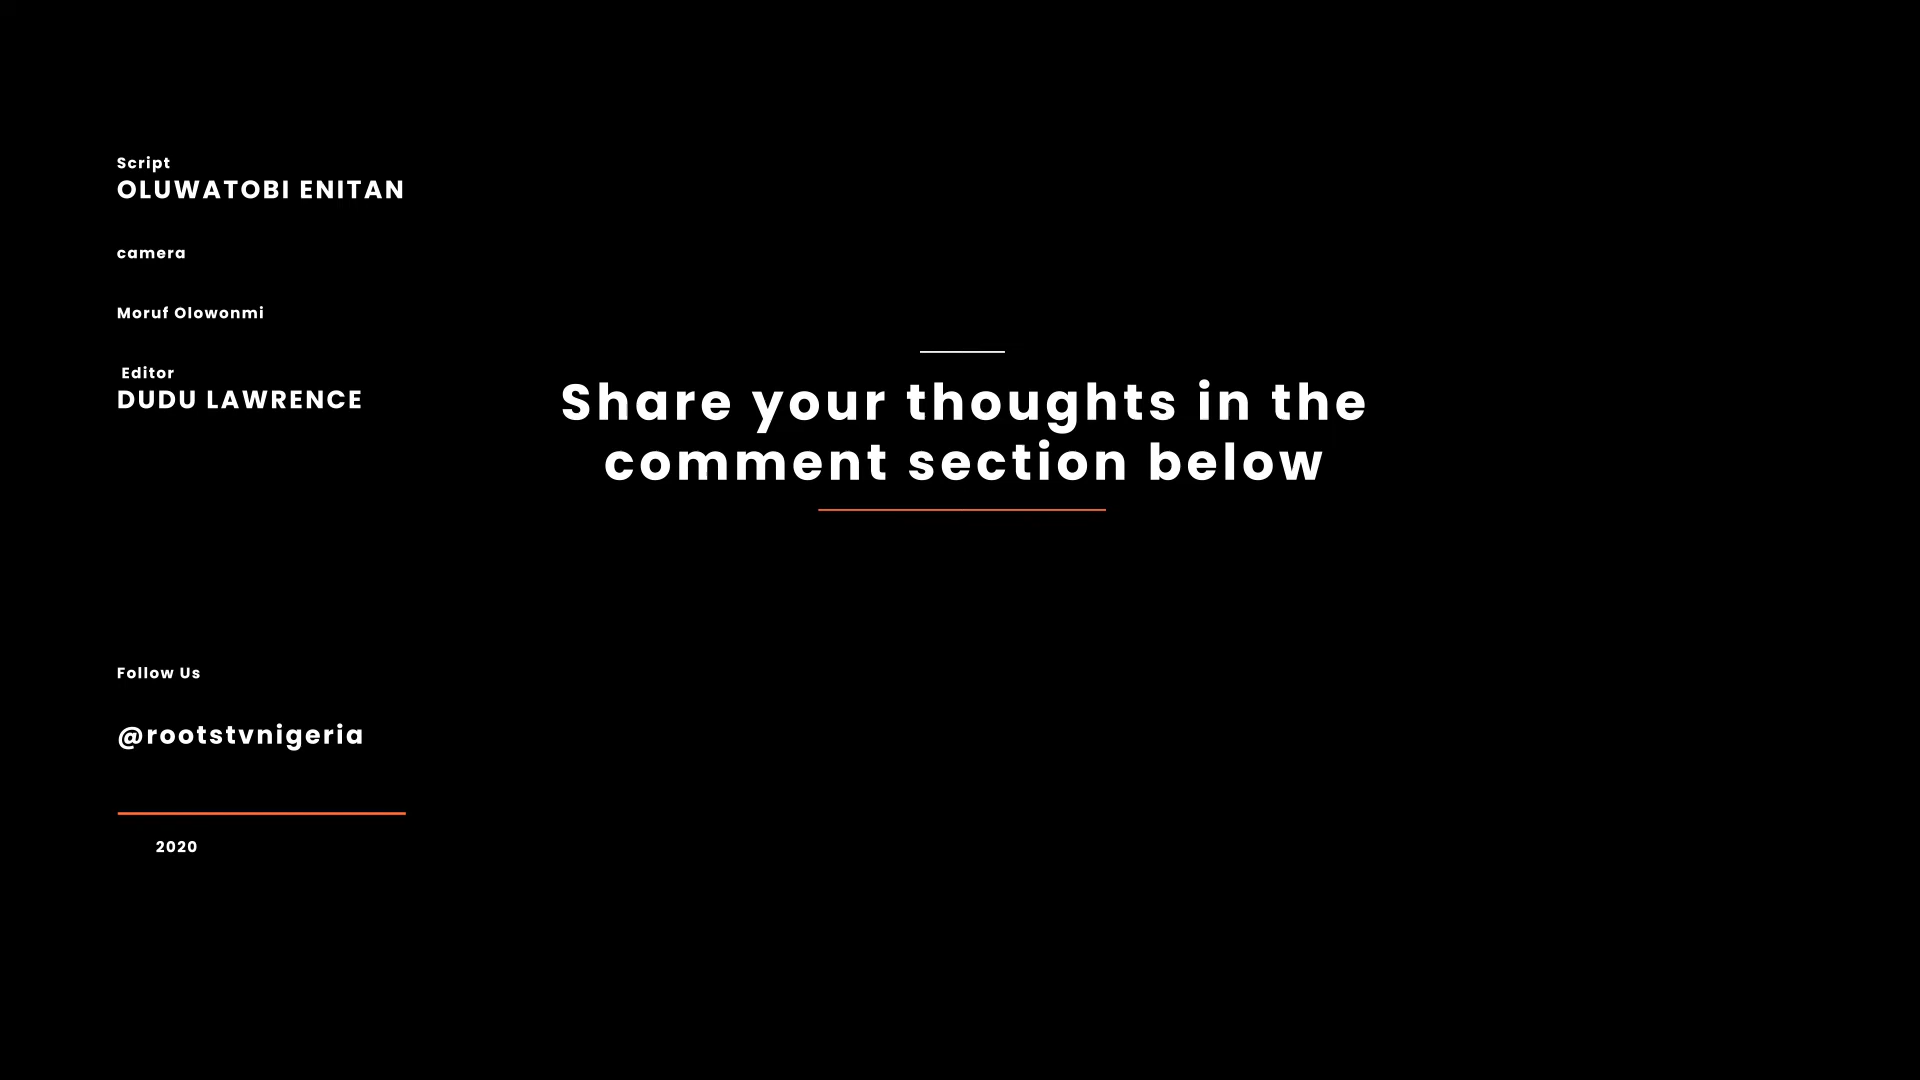 Script
OLUWATOBI ENITAN
camera
Moruf Olowonmi
Editor
DUDU LAWRENCE
Share your thoughts in the
comment section below
Follow Us
@rootstvnigeria
2020